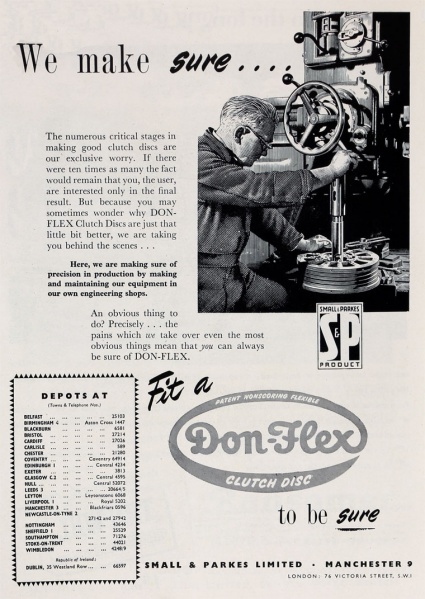 We make sure....
The numerous critical stages in
making good clutch discs are
our exclusive worry. If there
were ten times as many the fact
would remain that you, the user,
are interested only in the final
result. But because you may
sometimes wonder why DON-
FLEX Clutch Discs are just that
little bit better, we are taking
you behind the scenes . . .
Here, we are making sure of
precision in production by making
and maintaining our equipment in
our own engineering shops.
An obvious thing to
do? Precisely . . . the
pains which we take over even the most
obvious things mean that you can always
be sure of DON-FLEX.
SMALL & PARKES
S&P
PRODUCT
DEPOTS AT
(Towns & Telephone Nos.)
BELFAST ... 25103
BIRMINGHAM 6 ... Aston Cross 1447
BLACKBURN ... 6581
BRISTOL ... 27214
CARDIFF ... 27026
CARLISLE ... 589
CHESTER ... 21280
COVENTRY ... Coventry 64914
EDINBURGH 1 ... Central 4234
EXETER ... 3813
GLASGOW C.2 ... Central 4595
HULL ... Central 52072
LEEDS 3 ... 20664/5
LEYTON ... Leytonstone 6068
LIVERPOOL 1 ... Royal 5202
MANCHESTER 3 ... Blackfriars 0596
NEWCASTLE-ON-TYNE 2
27142 and 27942
NOTTINGHAM ... 43646
SHEFFIELD 1 ... 25529
SOUTHAMPTON ... 71276
STOKE-ON-TRENT ... 44021
WIMBLEDON ... 4248/9
Republic of Ireland:
DUBLIN, 35 Westland Row ... 66597
Fit a
PATENT NONSCORING FLEXIBLE
Don-Flex
CLUTCH DISC
to be sure
SMALL & PARKES LIMITED · MANCHESTER 9
LONDON: 76 VICTORIA STREET, S.W.1